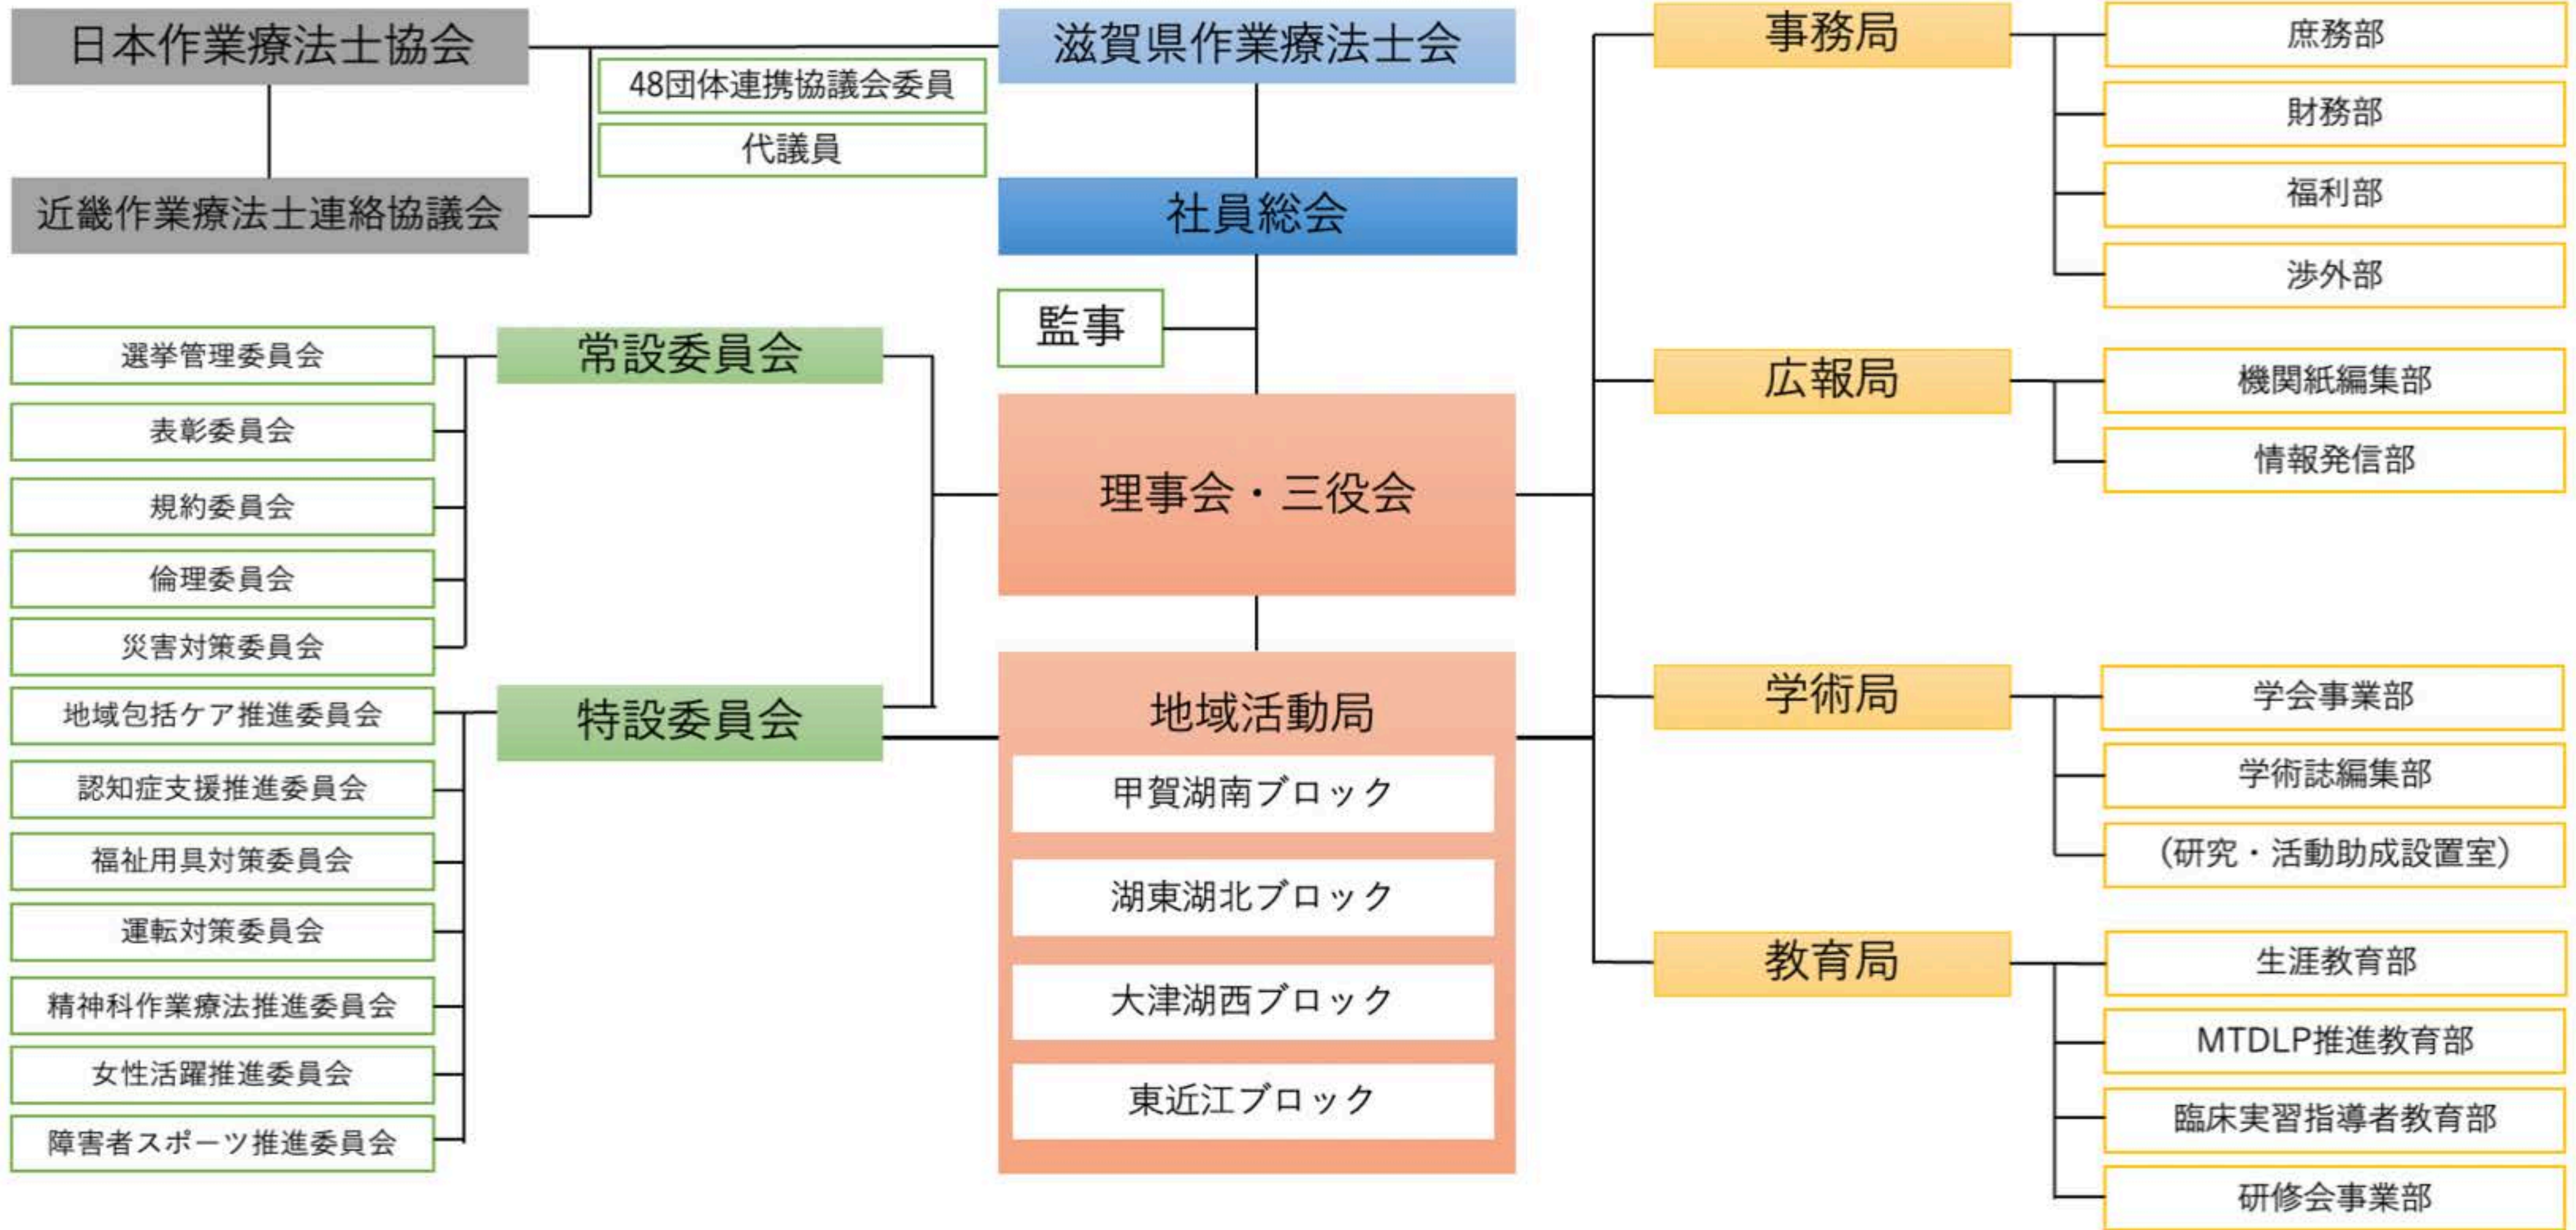 日本作業療法士協会
近畿作業療法士連絡協議会
48団体連携協議会委員
代議員
滋賀県作業療法士会
社員総会
監事
理事会・三役会
地域活動局
甲賀湖南ブロック
湖東湖北ブロック
大津湖西ブロック
東近江ブロック
常設委員会
選挙管理委員会
表彰委員会
規約委員会
倫理委員会
災害対策委員会
特設委員会
地域包括ケア推進委員会
認知症支援推進委員会
福祉用具対策委員会
運転対策委員会
精神科作業療法推進委員会
女性活躍推進委員会
障害者スポーツ推進委員会
事務局
庶務部
財務部
福利部
渉外部
広報局
機関紙編集部
情報発信部
学術局
学会事業部
学術誌編集部
（研究・活動助成設置室）
教育局
生涯教育部
MTDLP推進教育部
臨床実習指導者教育部
研修会事業部